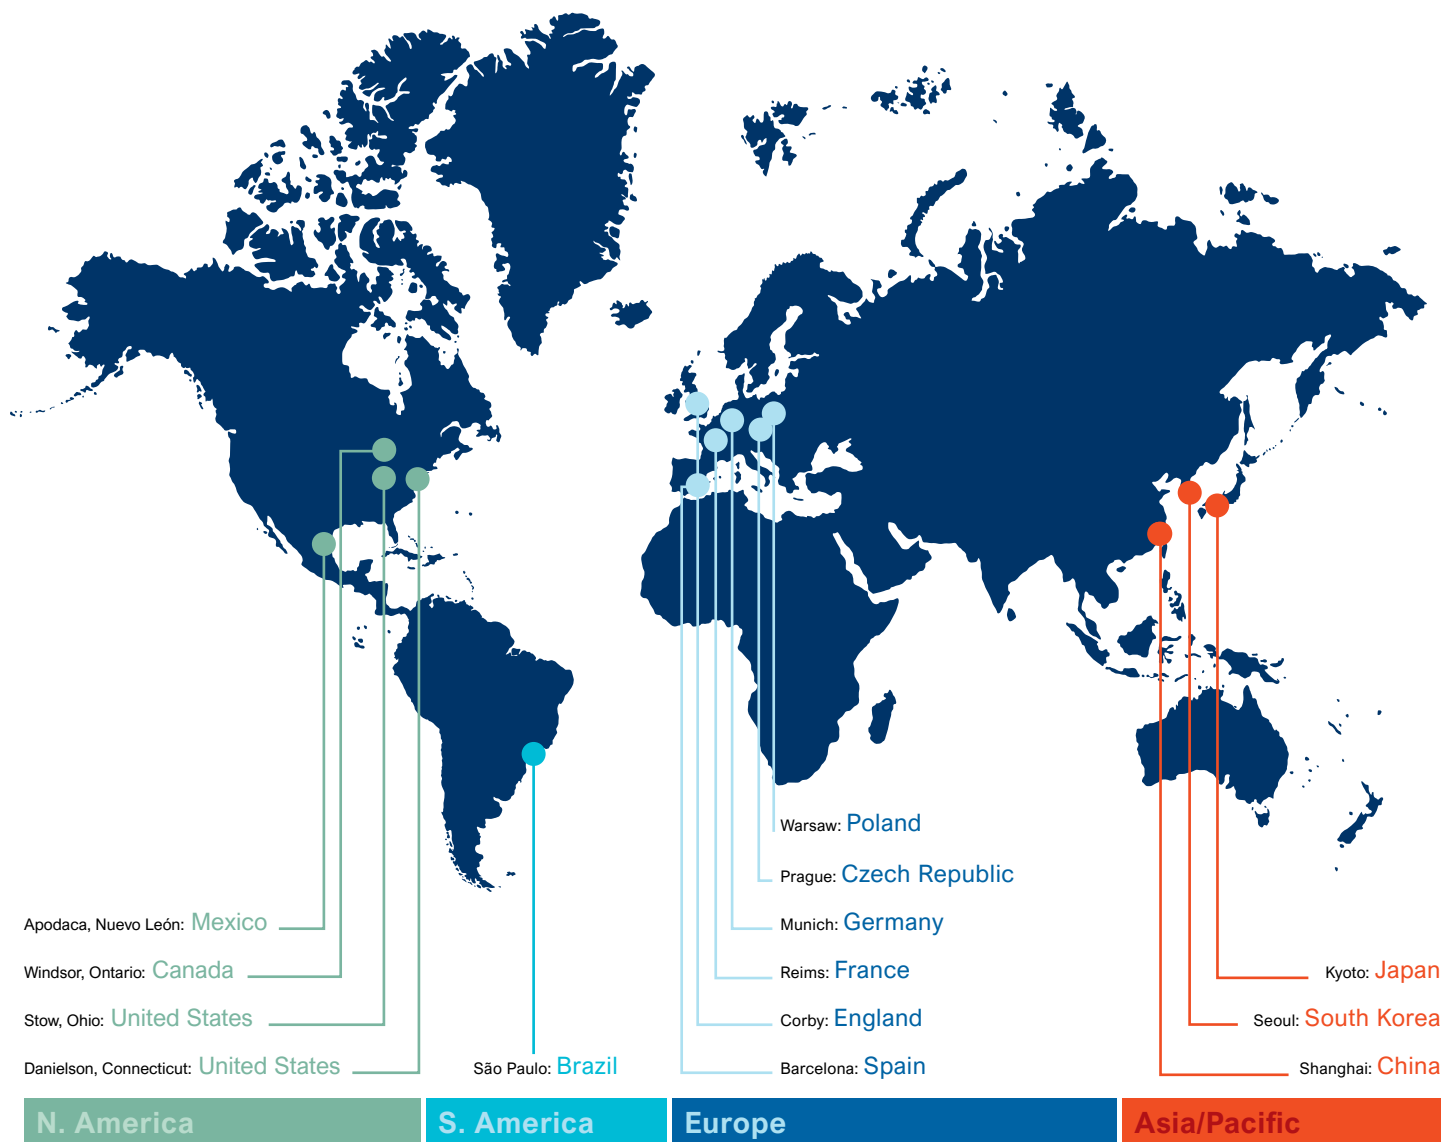 Warsaw: Poland
Prague: Czech Republic
Apodaca, Nuevo León: Mexico
Munich: Germany
Windsor, Ontario: Canada
Reims: France
Kyoto: Japan
Stow, Ohio: United States
Corby: England
Seoul: South Korea
Danielson, Connecticut: United States
São Paulo: Brazil
Barcelona: Spain
Shanghai: China
N. America
S. America
Europe
Asia/Pacific